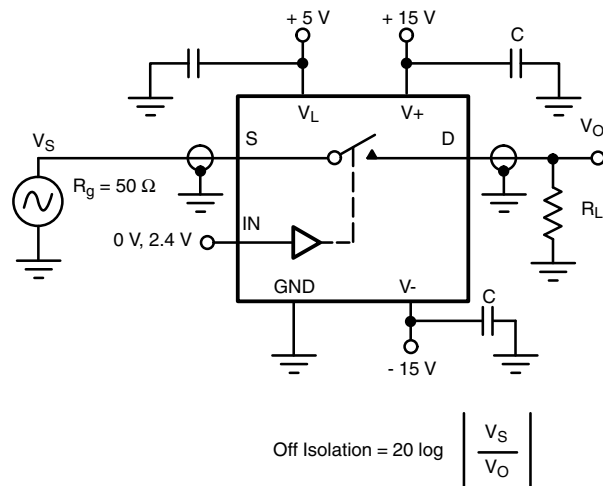 + 5 V
+ 15 V
C
V_L
V+
V_S
S
D
V_O
R_g = 50 Ω
R_L
IN
0 V, 2.4 V
GND
V-
C
- 15 V
Off Isolation = 20 log | V_S / V_O |